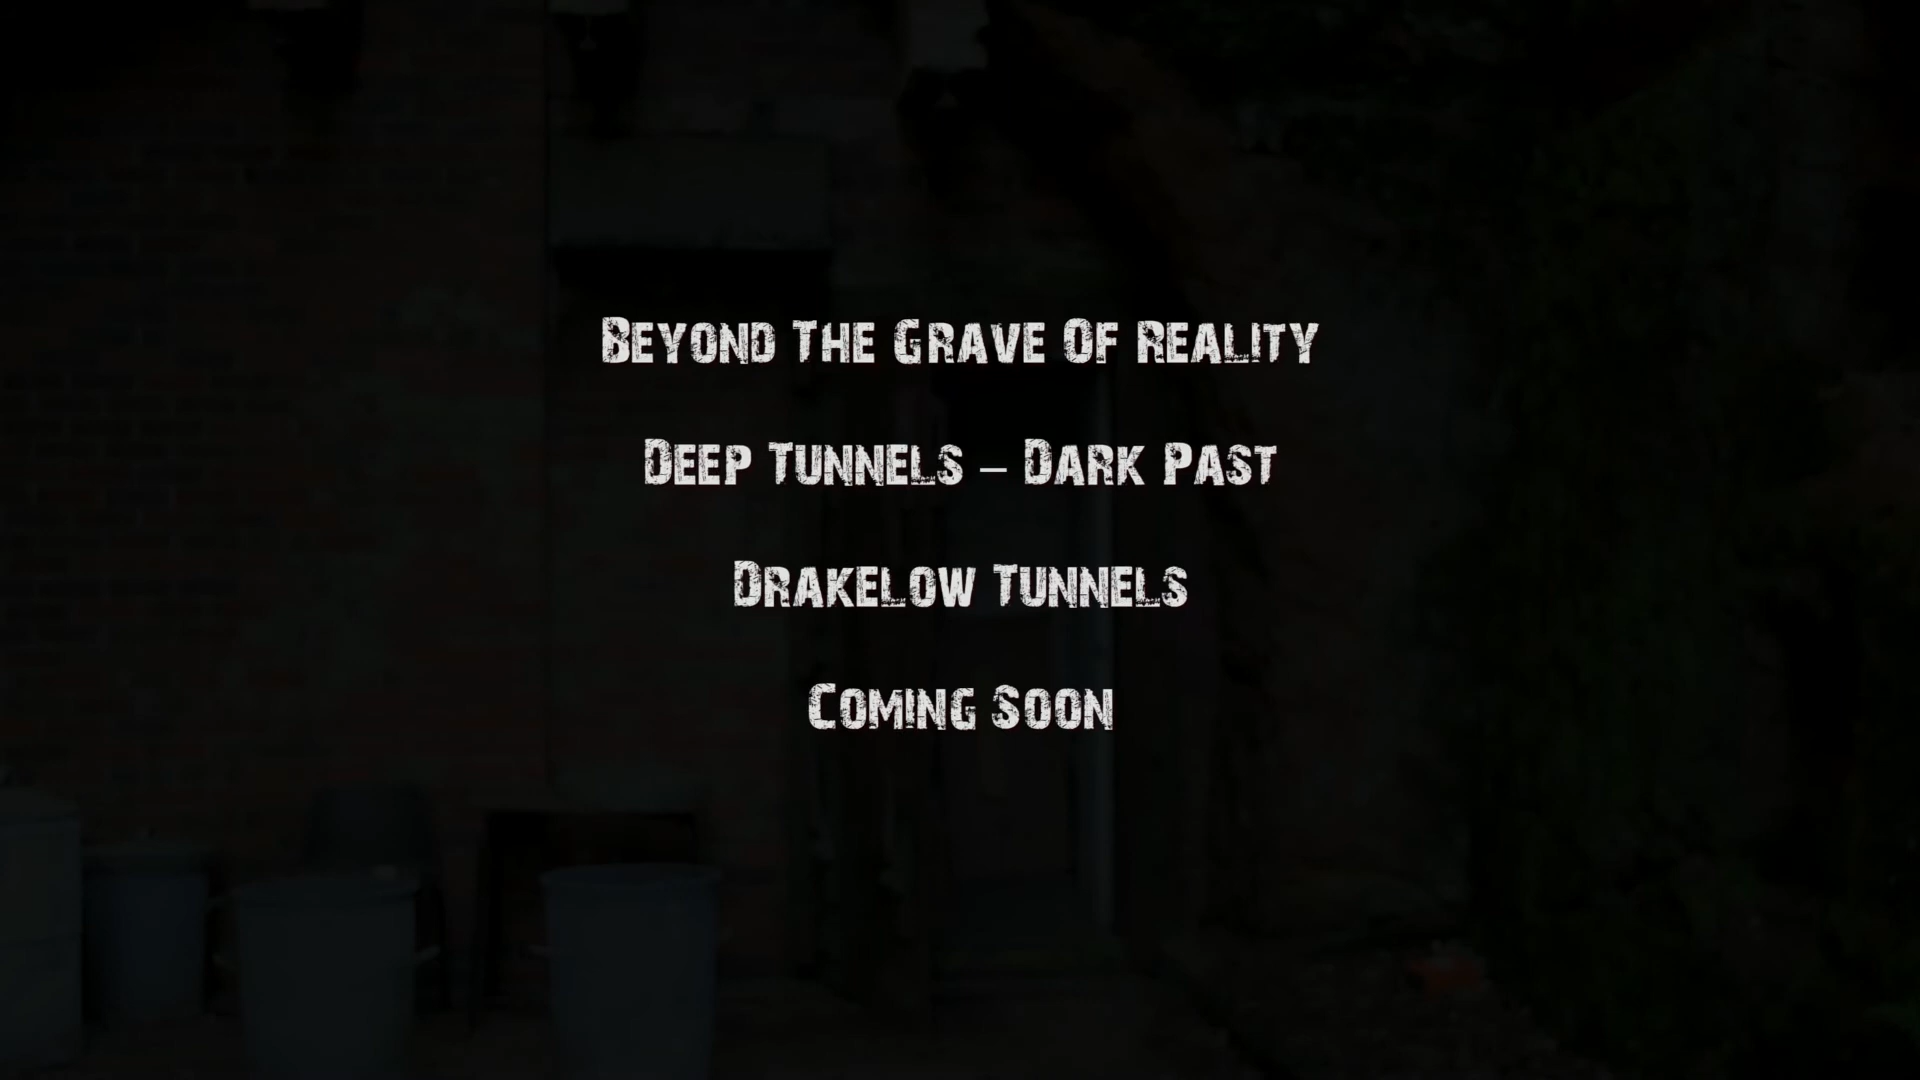 Beyond The Grave Of Reality
Deep Tunnels – Dark Past
Drakelow Tunnels
Coming Soon